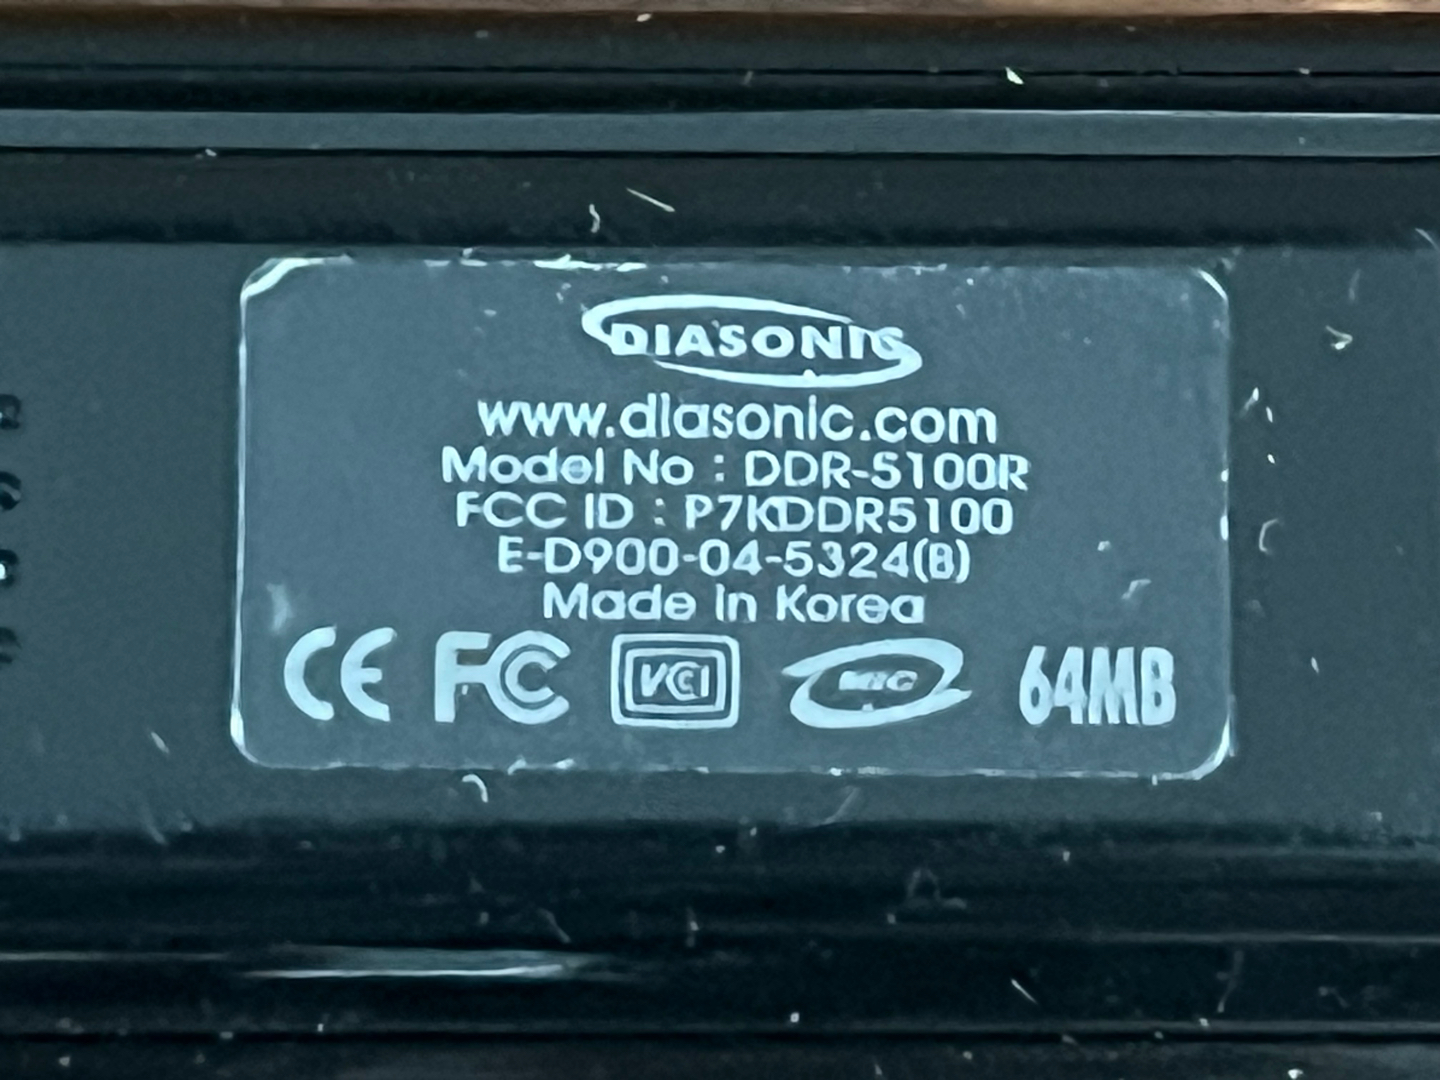 DIASONIC
www.diasonic.com
Model No : DDR-5100R
FCC ID : P7KDDR5100
E-D900-04-5324(B)
Made in Korea
CE FC VCCI MIC 64MB